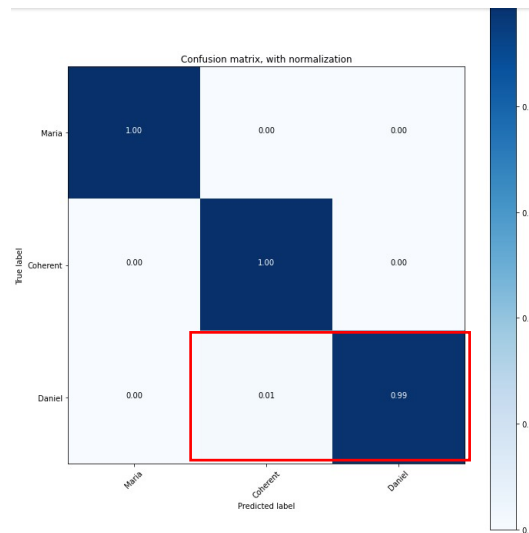 Confusion matrix, with normalization
Maria
1.00 0.00 0.00
Coherent
0.00 1.00 0.00
Daniel
0.00 0.01 0.99
True label
Maria Coherent Daniel
Predicted label